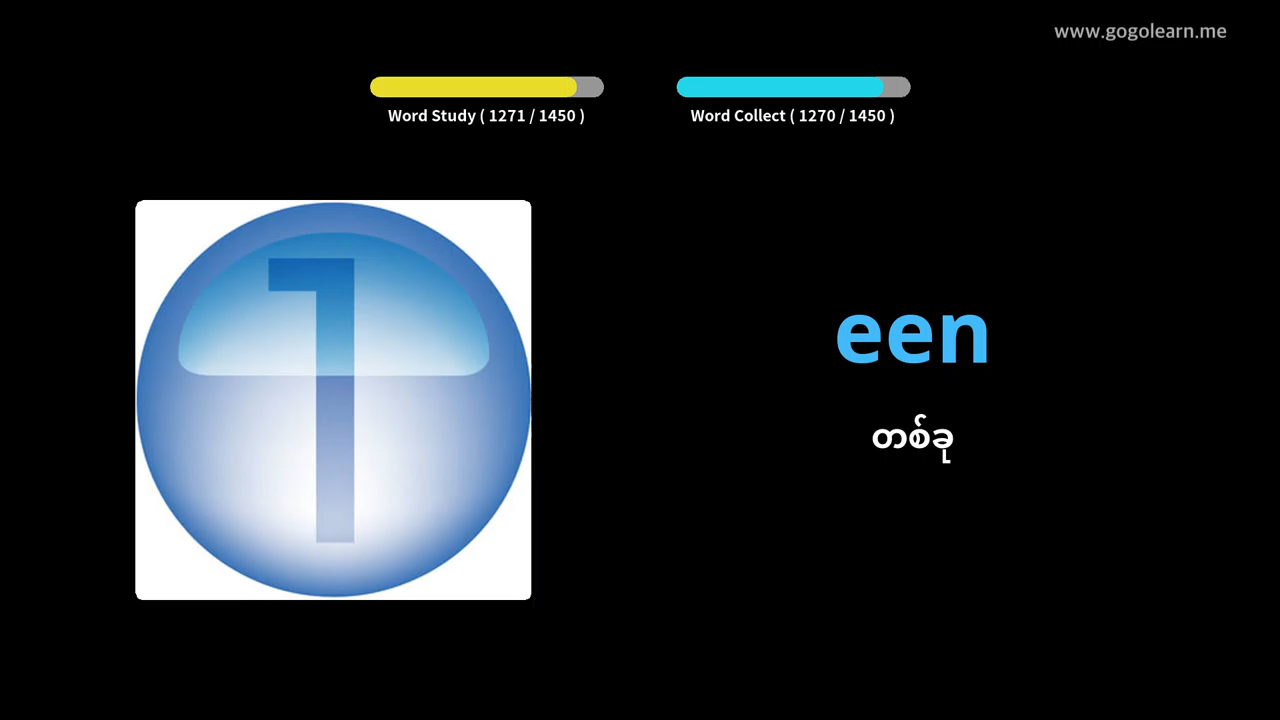 www.gogolearn.me
Word Study ( 1271 / 1450 )
Word Collect ( 1270 / 1450 )
1
een
တစ်ခု